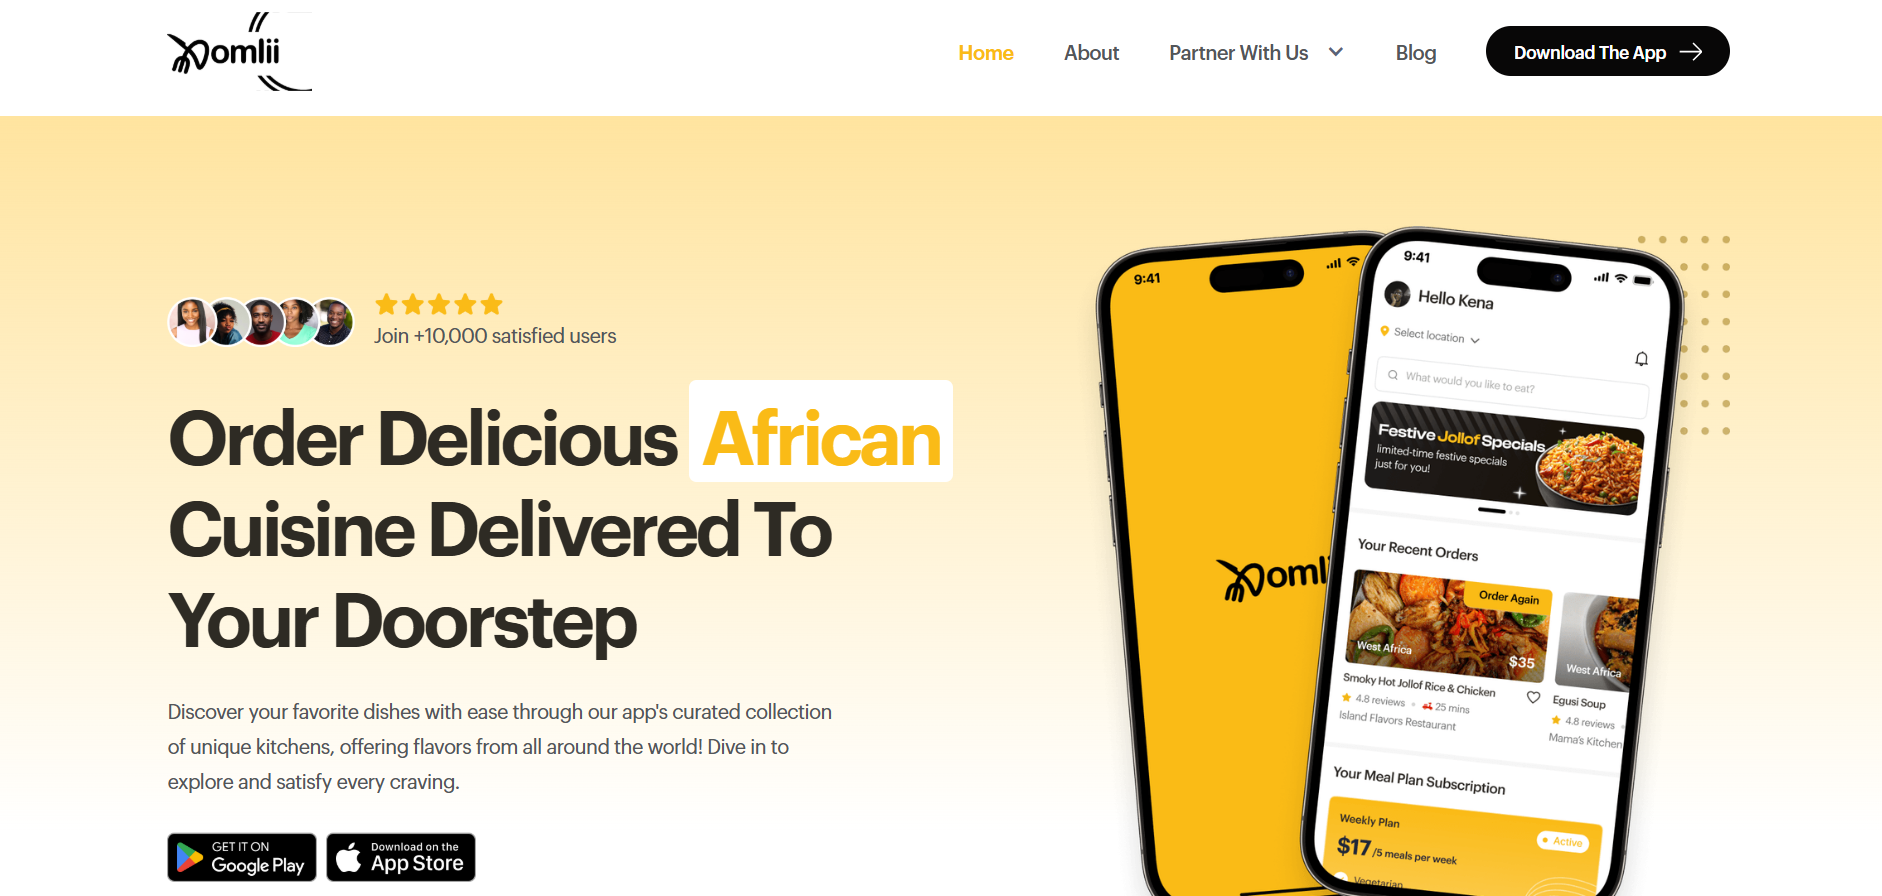 Domlii
Home
About
Partner With Us
Blog
Download The App
Join +10,000 satisfied users
Order Delicious African
Cuisine Delivered To
Your Doorstep
Discover your favorite dishes with ease through our app's curated collection
of unique kitchens, offering flavors from all around the world! Dive in to
explore and satisfy every craving.
GET IT ON
Google Play
Download on the
App Store
9:41
Domli
9:41
Hello Kena
Select location
What would you like to eat?
Festive Jollof Specials
limited-time festive specials
just for you!
Your Recent Orders
Order Again
West Africa
$35
Smoky Hot Jollof Rice & Chicken
4.8 reviews
25 mins
Island Flavors Restaurant
West Africa
Egusi Soup
4.8 reviews
Mama's Kitchen
Your Meal Plan Subscription
Weekly Plan
Active
$17 /5 meals per week
Vegetarian